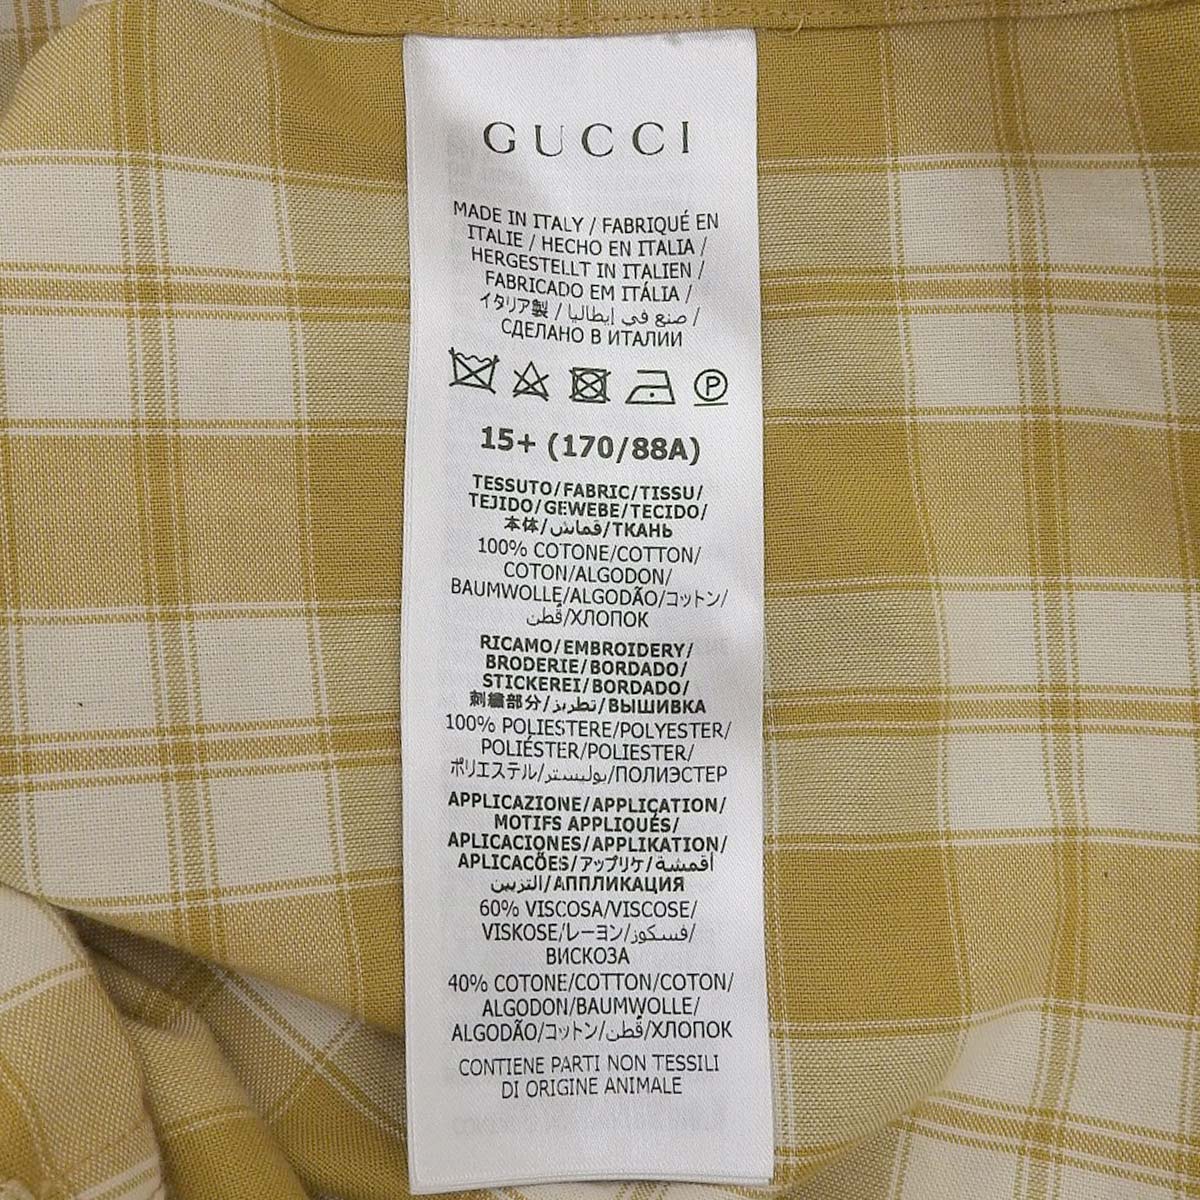 GUCCI
MADE IN ITALY / FABRIQUÉ EN
ITALIE / HECHO EN ITALIA /
HERGESTELLT IN ITALIEN /
FABRICADO EM ITÁLIA /
イタリア製 / صنع في إيطاليا /
СДЕЛАНО В ИТАЛИИ
P
15+ (170/88A)
TESSUTO/FABRIC/TISSU/
TEJIDO/GEWEBE/TECIDO/
本体/قماش/ТКАНЬ
100% COTONE/COTTON/
COTON/ALGODON/
BAUMWOLLE/ALGODÃO/コットン/
قُطن/ХЛОПОК
RICAMO/EMBROIDERY/
BRODERIE/BORDADO/
STICKEREI/BORDADO/
刺繍部分/تطريز/ВЫШИВКА
100% POLIESTERE/POLYESTER/
POLIÉSTER/POLIESTER/
ポリエステル/بوليستر/ПОЛИЭСТЕР
APPLICAZIONE/APPLICATION/
MOTIFS APPLIQUÉS/
APLICACIONES/APPLIKATION/
APLICACÕES/アップリケ/أقمشة
التزيين/АППЛИКАЦИЯ
60% VISCOSA/VISCOSE/
VISKOSE/レーヨン/فسكوز/
ВИСКОЗА
40% COTONE/COTTON/COTON/
ALGODON/BAUMWOLLE/
ALGODÃO/コットン/قُطن/ХЛОПОК
CONTIENE PARTI NON TESSILI
DI ORIGINE ANIMALE